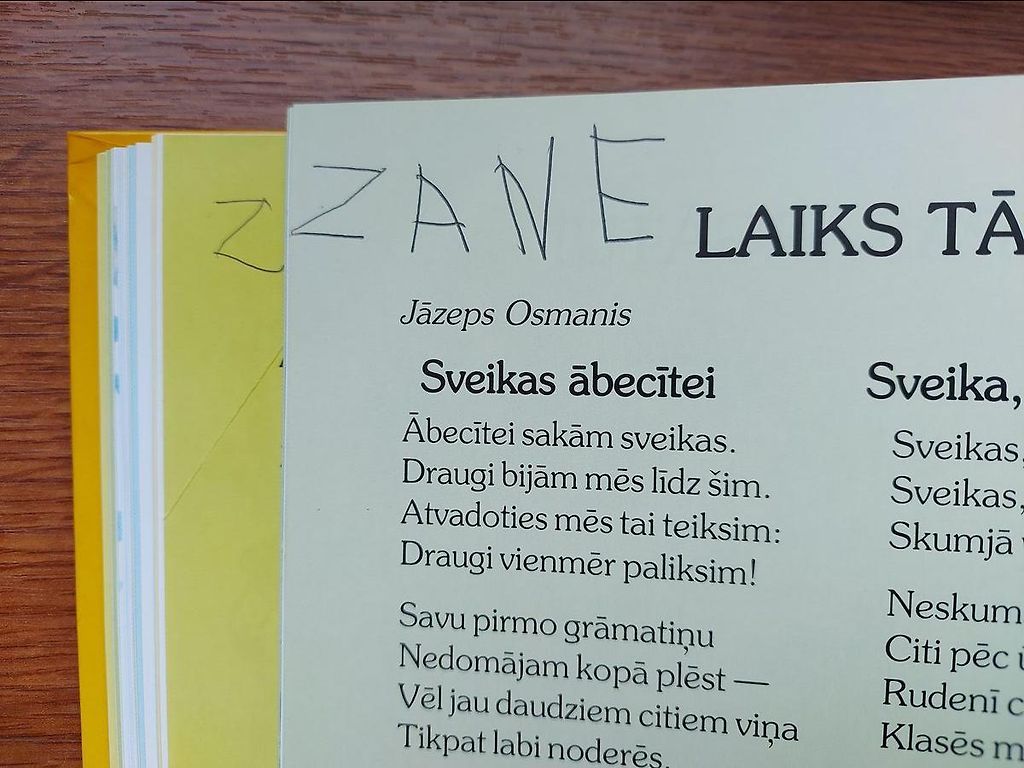 Z
ZANE
LAIKS TĀ
Jāzeps Osmanis
Sveikas ābecītei
Ābecītei sakām sveikas.
Draugi bijām mēs līdz šim.
Atvadoties mēs tai teiksim:
Draugi vienmēr paliksim!
Savu pirmo grāmatiņu
Nedomājam kopā plēst —
Vēl jau daudziem citiem viņa
Tikpat labi noderēs.
Sveika,
Sveikas,
Sveikas,
Skumjā
Neskum
Citi pēc
Rudenī
Klasēs